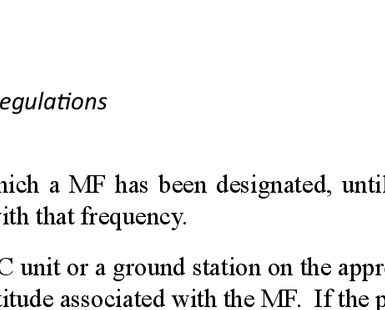 egulations
hich a MF has been designated, until
with that frequency.
C unit or a ground station on the appro
titude associated with the MF. If the p